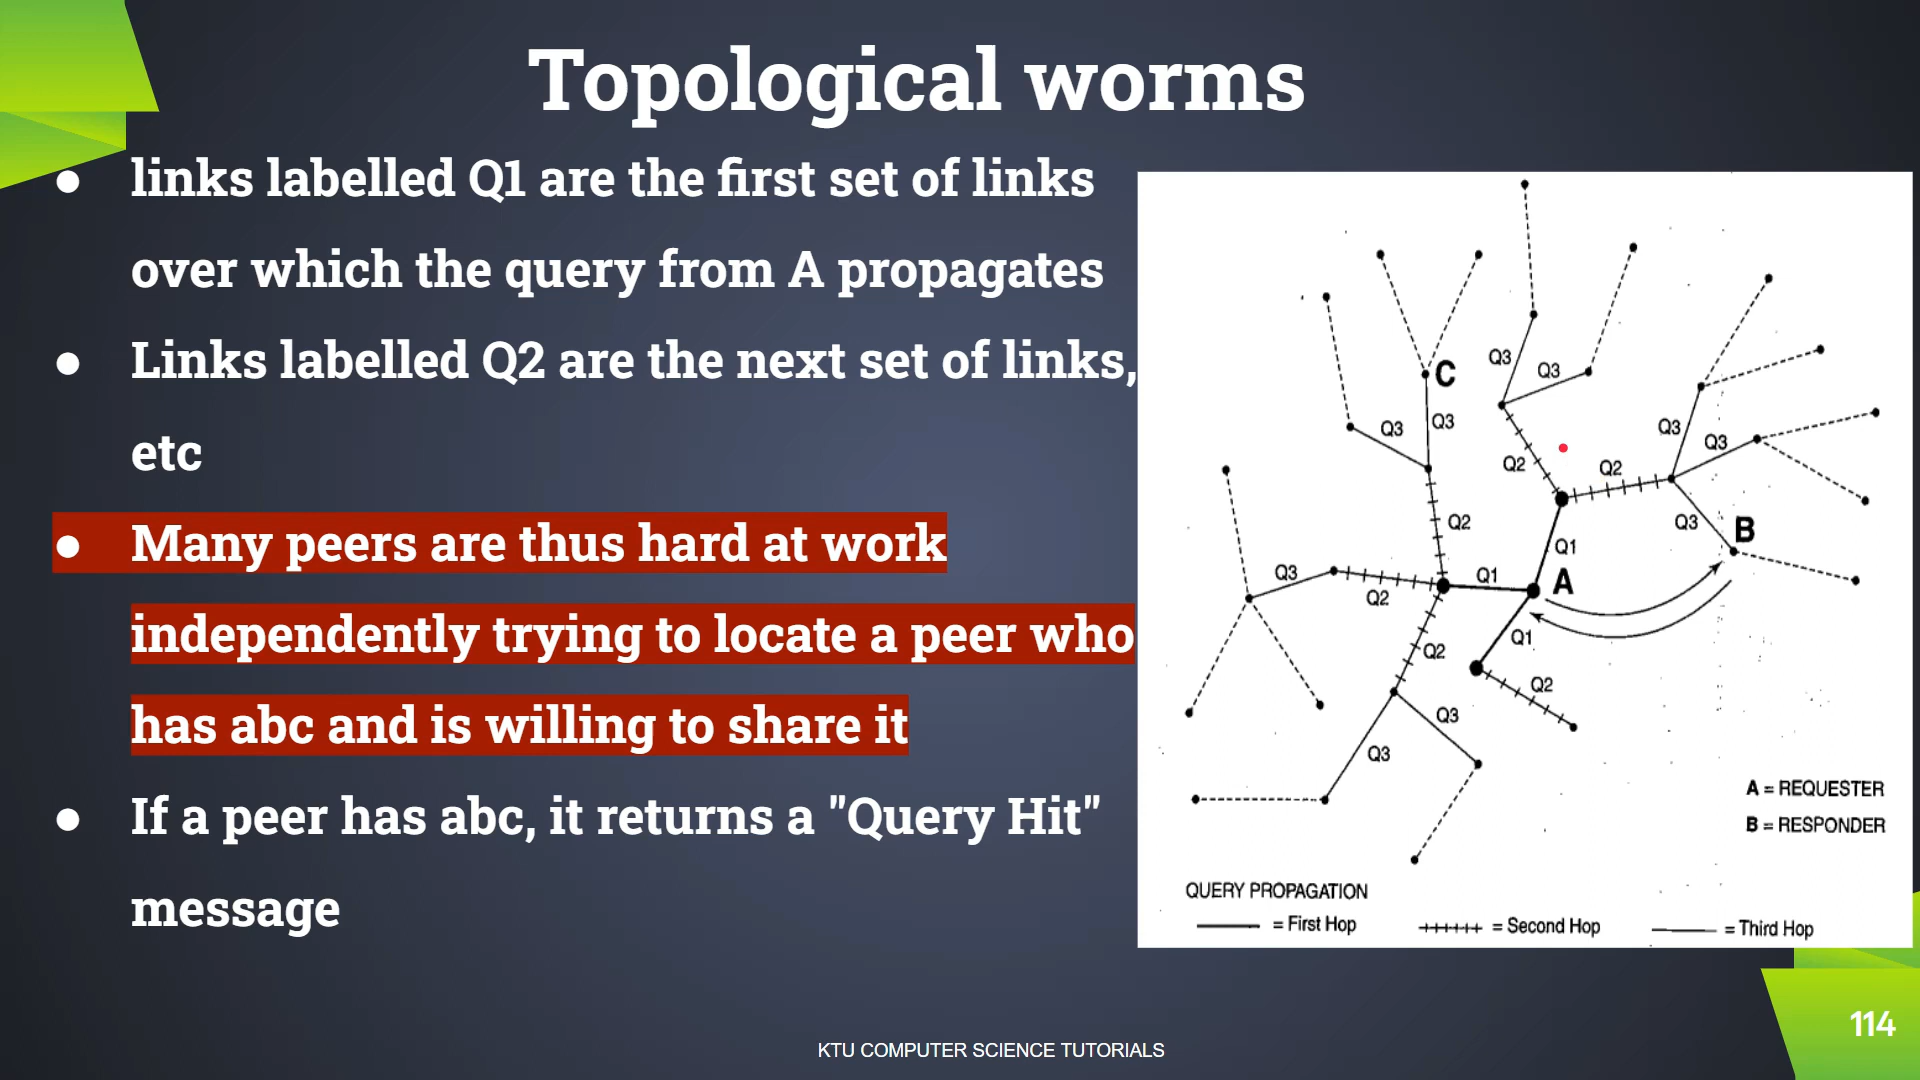 Topological worms
● links labelled Q1 are the first set of links
over which the query from A propagates
● Links labelled Q2 are the next set of links,
etc
● Many peers are thus hard at work
independently trying to locate a peer who
has abc and is willing to share it
● If a peer has abc, it returns a "Query Hit"
message
C
Q3
Q3
Q3
Q3
Q3
Q3
Q2
Q2
Q2
Q3
B
Q1
Q3
Q2
Q1
A
Q1
Q2
Q2
Q3
Q3
A = REQUESTER
B = RESPONDER
QUERY PROPAGATION
= First Hop
= Second Hop
= Third Hop
114
KTU COMPUTER SCIENCE TUTORIALS